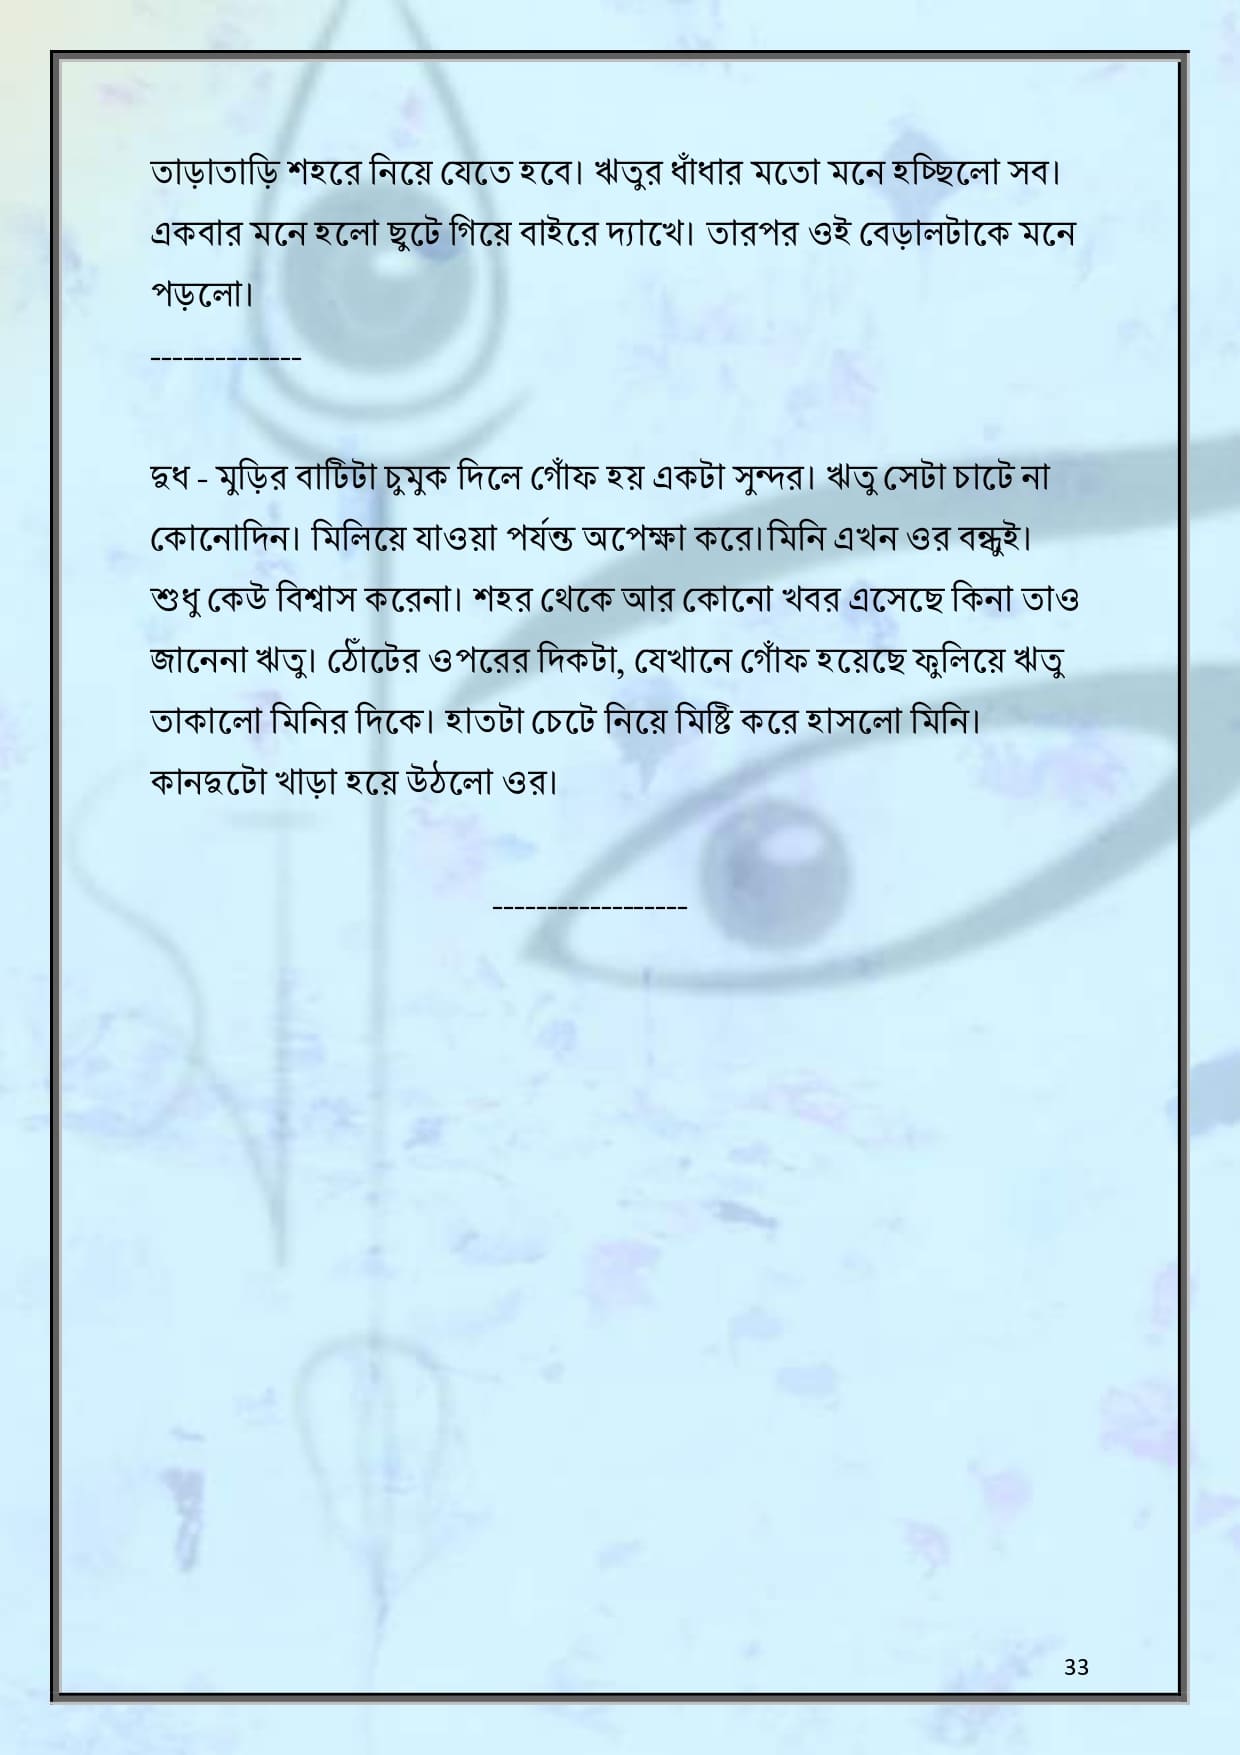 তাড়াতাড়ি শহরে নিয়ে যেতে হবে। ঋতুর ধাঁধার মতো মনে হচ্ছিলো সব।
একবার মনে হলো ছুটে গিয়ে বাইরে দ্যাখে। তারপর ওই বেড়ালটাকে মনে
পড়লো।
--------------
দুধ - মুড়ির বাটিটা চুমুক দিলে গোঁফ হয় একটা সুন্দর। ঋতু সেটা চাটে না
কোনোদিন। মিলিয়ে যাওয়া পর্যন্ত অপেক্ষা করে।মিনি এখন ওর বন্ধুই।
শুধু কেউ বিশ্বাস করেনা। শহর থেকে আর কোনো খবর এসেছে কিনা তাও
জানেনা ঋতু। ঠোঁটের ওপরের দিকটা, যেখানে গোঁফ হয়েছে ফুলিয়ে ঋতু
তাকালো মিনির দিকে। হাতটা চেটে নিয়ে মিষ্টি করে হাসলো মিনি।
কানদুটো খাড়া হয়ে উঠলো ওর।
------------------
33